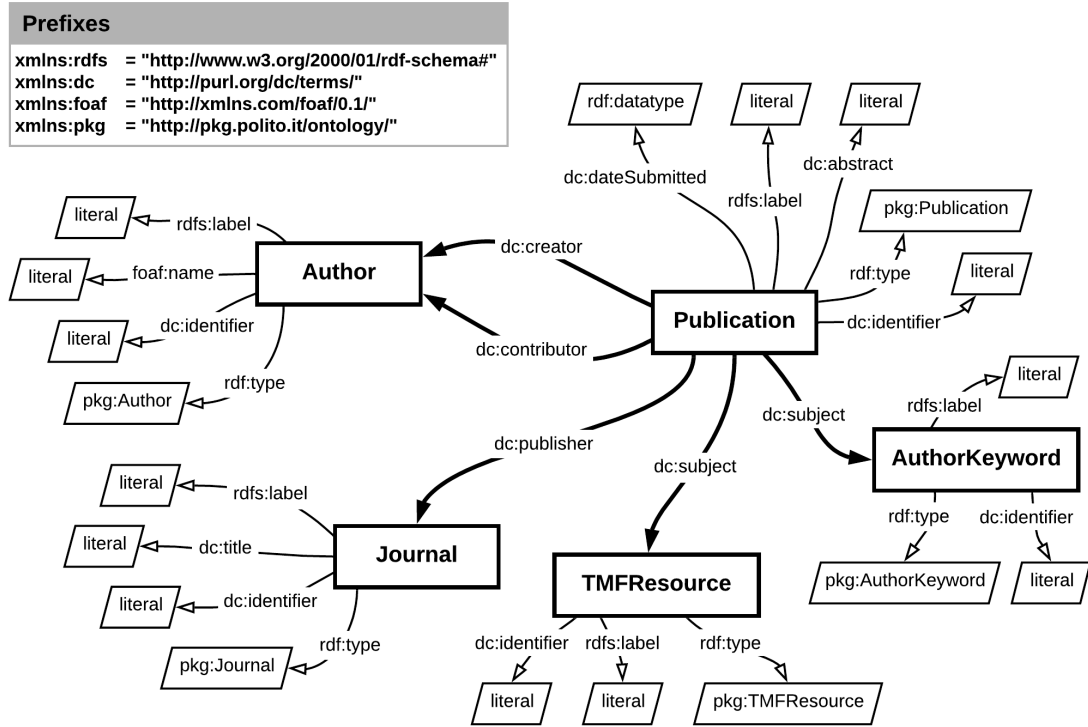 Prefixes
xmlns:rdfs = "http://www.w3.org/2000/01/rdf-schema#"
xmlns:dc = "http://purl.org/dc/terms/"
xmlns:foaf = "http://xmlns.com/foaf/0.1/"
xmlns:pkg = "http://pkg.polito.it/ontology/"
rdf:datatype
literal
literal
dc:dateSubmitted
rdfs:label
dc:abstract
pkg:Publication
rdf:type
literal
dc:identifier
Publication
literal
rdfs:label
literal
foaf:name
Author
literal
dc:identifier
pkg:Author
rdf:type
dc:creator
dc:contributor
dc:publisher
dc:subject
dc:subject
literal
rdfs:label
AuthorKeyword
rdf:type
dc:identifier
pkg:AuthorKeyword
literal
literal
rdfs:label
literal
dc:title
Journal
literal
dc:identifier
rdf:type
pkg:Journal
TMFResource
dc:identifier
rdfs:label
rdf:type
literal
literal
pkg:TMFResource